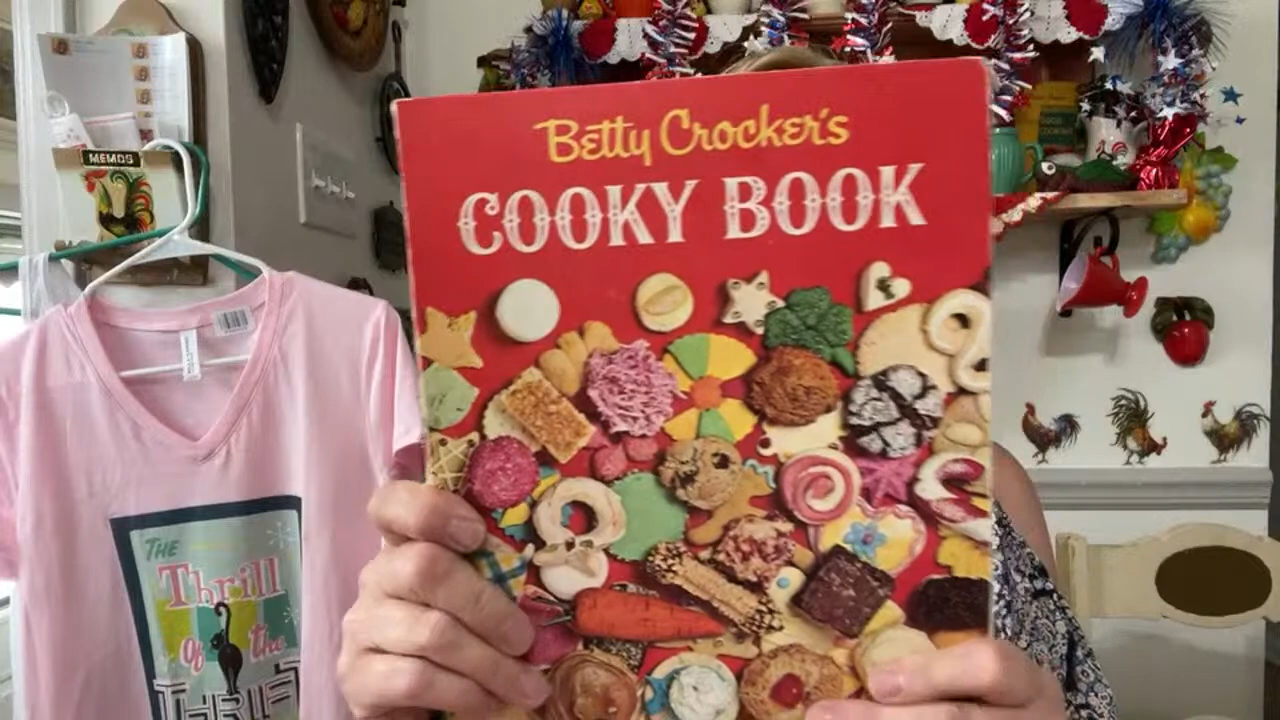 MEMOS
Betty Crocker's
COOKY BOOK
THE
Thrill
of the
THRIFT